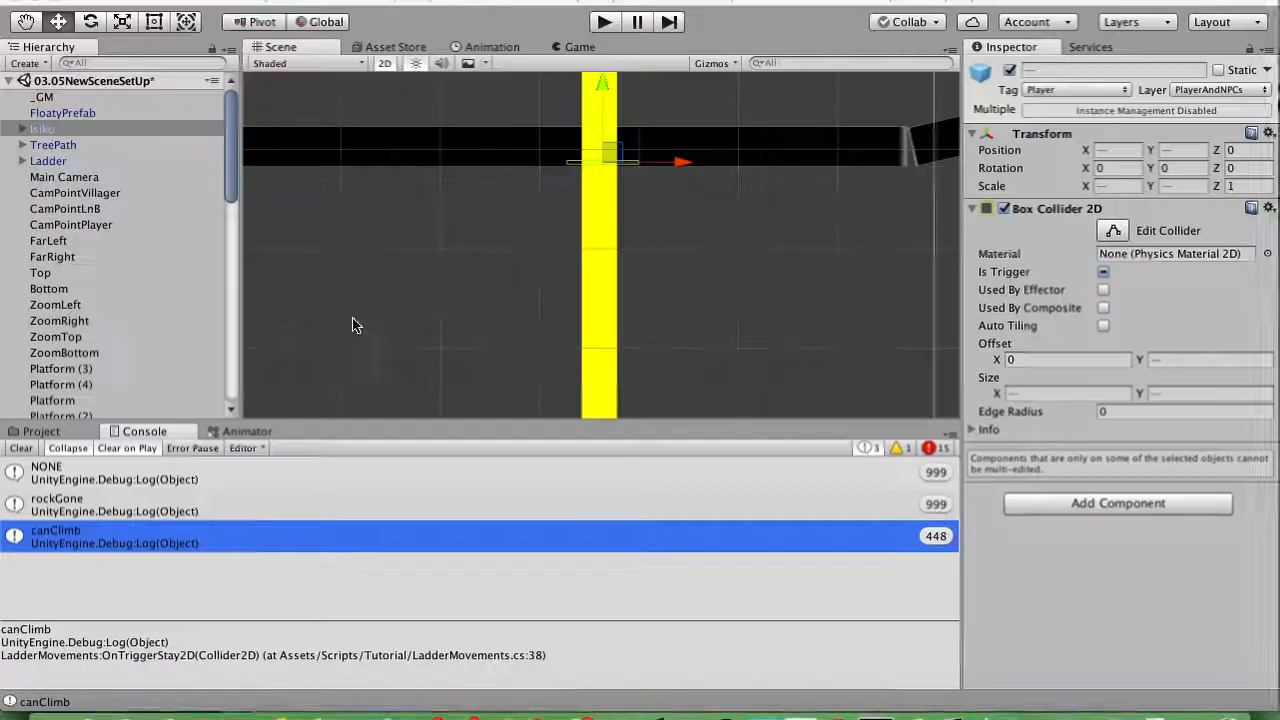 Pivot Global Collab Account Layers Layout
Hierarchy
Create All
03.05NewSceneSetUp*
_GM
FloatyPrefab
Isiko
TreePath
Ladder
Main Camera
CamPointVillager
CamPointLnB
CamPointPlayer
FarLeft
FarRight
Top
Bottom
ZoomLeft
ZoomRight
ZoomTop
ZoomBottom
Platform (3)
Platform (4)
Platform
Platform (2)
Scene Asset Store Animation Game
Shaded 2D Gizmos All
Inspector Services
Static
Tag Player Layer PlayerAndNPCs
Multiple Instance Management Disabled
Transform
Position X — Y — Z 0
Rotation X 0 Y 0 Z 0
Scale X — Y — Z 1
Box Collider 2D
Edit Collider
Material None (Physics Material 2D)
Is Trigger
Used By Effector
Used By Composite
Auto Tiling
Offset
X 0 Y —
Size
X — Y —
Edge Radius 0
Info
Components that are only on some of the selected objects cannot
be multi-edited.
Add Component
Project Console Animator
Clear Collapse Clear on Play Error Pause Editor 3 1 15
NONE
UnityEngine.Debug:Log(Object) 999
rockGone
UnityEngine.Debug:Log(Object) 999
canClimb
UnityEngine.Debug:Log(Object) 448
canClimb
UnityEngine.Debug:Log(Object)
LadderMovements:OnTriggerStay2D(Collider2D) (at Assets/Scripts/Tutorial/LadderMovements.cs:38)
canClimb